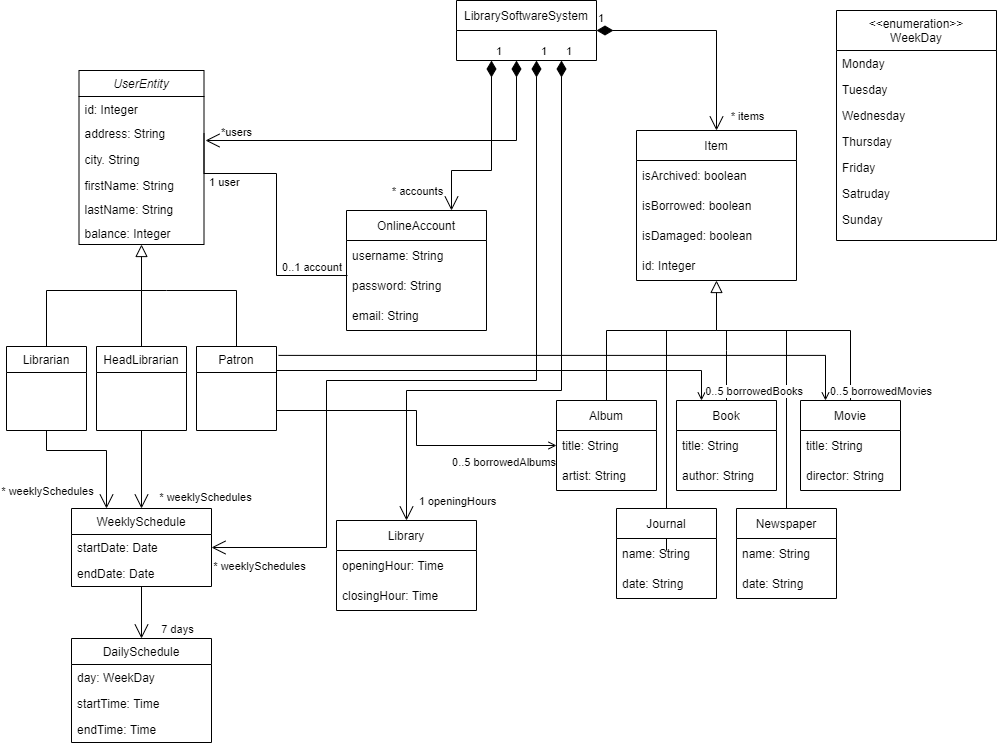 LibrarySoftwareSystem
1
1
1
1
* items
*users
1 user
* accounts
0..1 account
<<enumeration>>
WeekDay
Monday
Tuesday
Wednesday
Thursday
Friday
Satruday
Sunday
UserEntity
id: Integer
address: String
city. String
firstName: String
lastName: String
balance: Integer
OnlineAccount
username: String
password: String
email: String
Item
isArchived: boolean
isBorrowed: boolean
isDamaged: boolean
id: Integer
Librarian
HeadLibrarian
Patron
0..5 borrowedBooks
0..5 borrowedMovies
0..5 borrowedAlbums
Album
title: String
artist: String
Book
title: String
author: String
Movie
title: String
director: String
* weeklySchedules
* weeklySchedules
* weeklySchedules
1 openingHours
WeeklySchedule
startDate: Date
endDate: Date
Library
openingHour: Time
closingHour: Time
Journal
name: String
date: String
Newspaper
name: String
date: String
7 days
DailySchedule
day: WeekDay
startTime: Time
endTime: Time